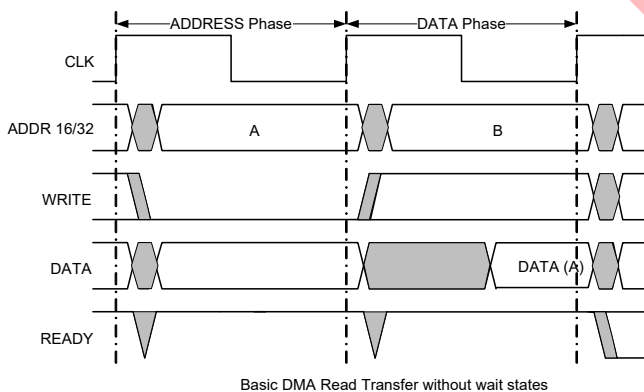 ADDRESS Phase DATA Phase
CLK
ADDR 16/32 A B
WRITE
DATA DATA (A)
READY
Basic DMA Read Transfer without wait states